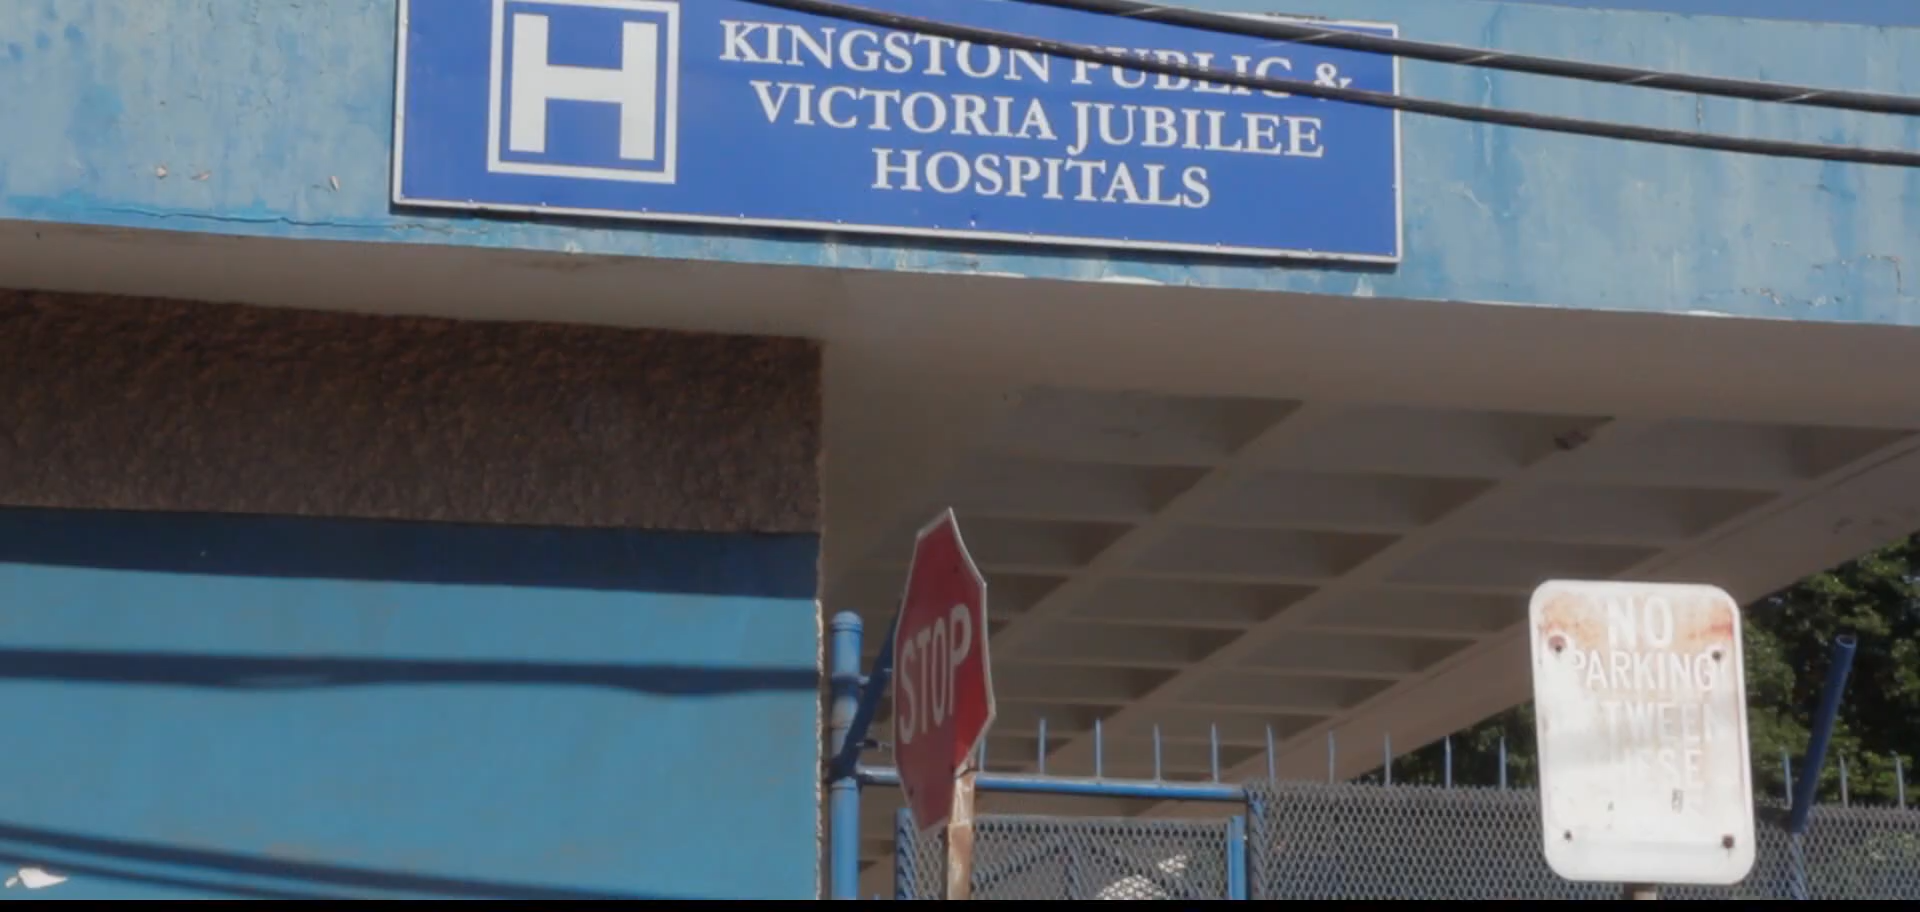 H
KINGSTON PUBLIC &
VICTORIA JUBILEE
HOSPITALS
STOP
NO
PARKING